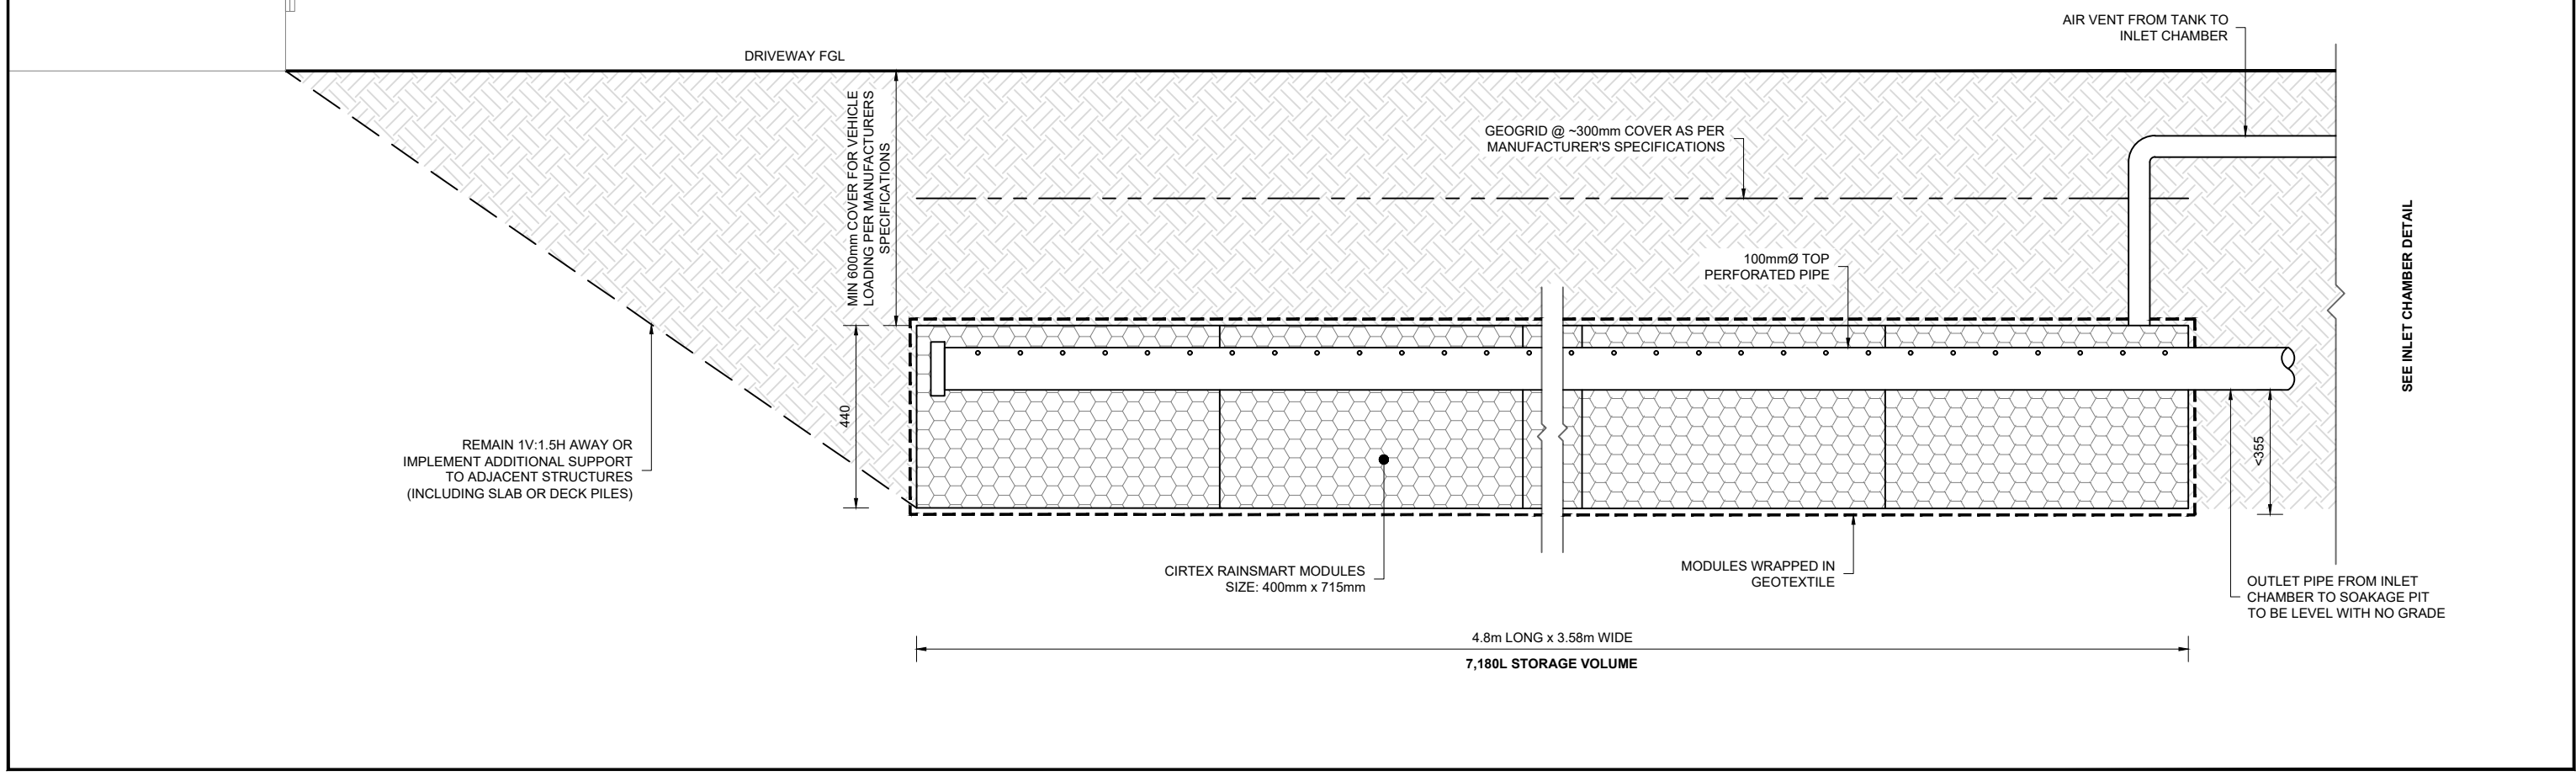 AIR VENT FROM TANK TO
INLET CHAMBER
DRIVEWAY FGL
MIN 600mm COVER FOR VEHICLE
LOADING PER MANUFACTURERS
SPECIFICATIONS
GEOGRID @ ~300mm COVER AS PER
MANUFACTURER'S SPECIFICATIONS
100mmØ TOP
PERFORATED PIPE
SEE INLET CHAMBER DETAIL
440
<355
REMAIN 1V:1.5H AWAY OR
IMPLEMENT ADDITIONAL SUPPORT
TO ADJACENT STRUCTURES
(INCLUDING SLAB OR DECK PILES)
CIRTEX RAINSMART MODULES
SIZE: 400mm x 715mm
MODULES WRAPPED IN
GEOTEXTILE
OUTLET PIPE FROM INLET
CHAMBER TO SOAKAGE PIT
TO BE LEVEL WITH NO GRADE
4.8m LONG x 3.58m WIDE
7,180L STORAGE VOLUME